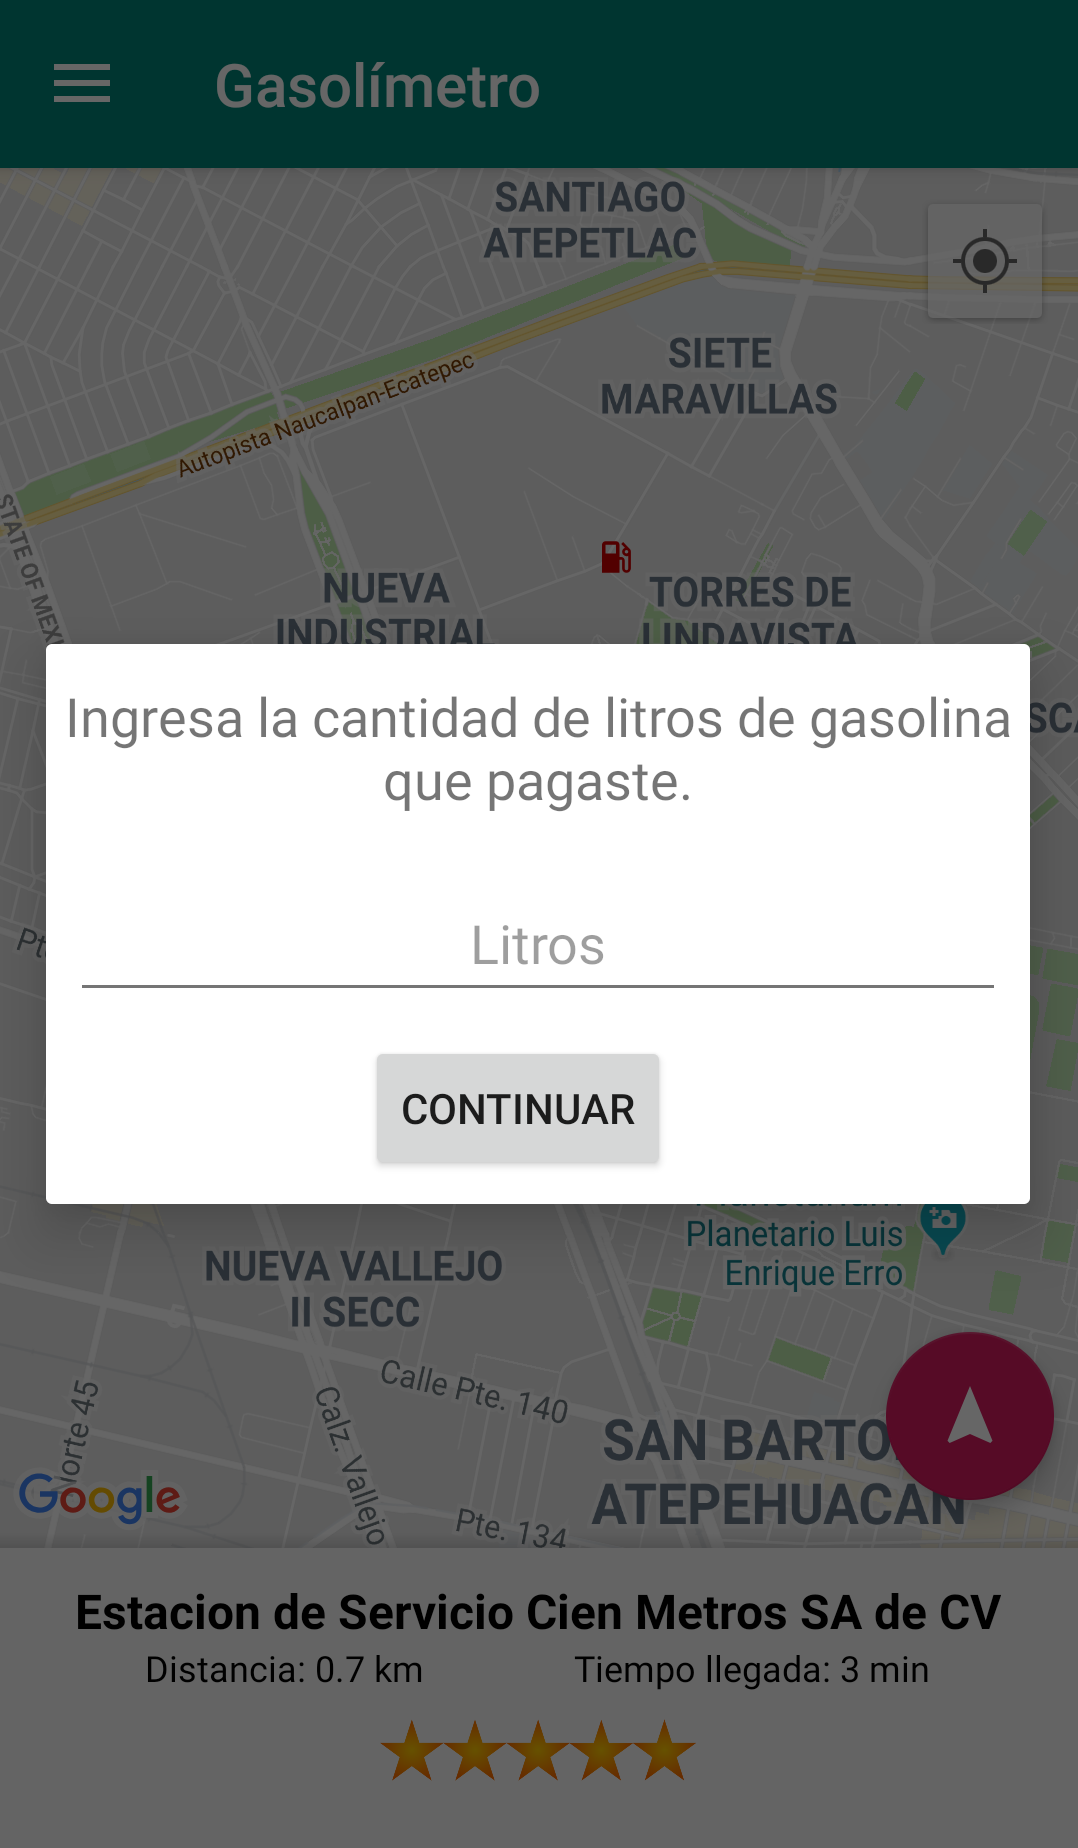 Gasolímetro
SANTIAGO
ATEPETLAC
SIETE
MARAVILLAS
Autopista Naucalpan-Ecatepec
STATE OF MEXI
NUEVA
INDUSTRIAL
TORRES DE
LINDAVISTA
Ingresa la cantidad de litros de gasolina
que pagaste.
Litros
CONTINUAR
Planetario Luis
Enrique Erro
NUEVA VALLEJO
II SECC
Calle Pte. 140
Norte 45
Calz. Vallejo
SAN BARTO
ATEPEHUACAN
Google
Pte. 134
Estacion de Servicio Cien Metros SA de CV
Distancia: 0.7 km
Tiempo llegada: 3 min